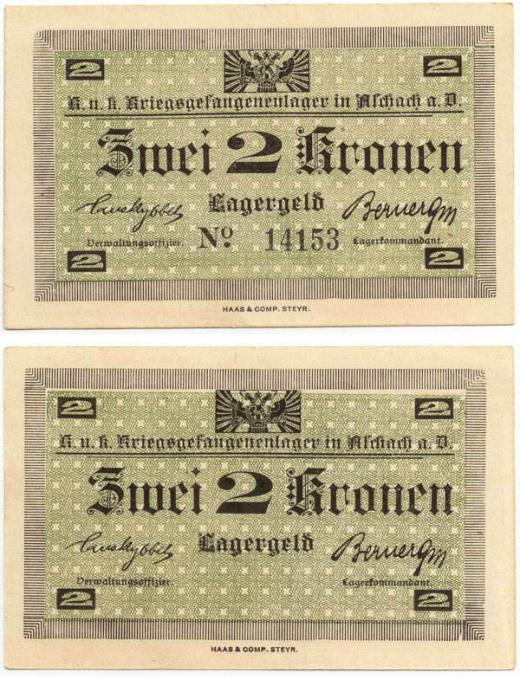 2 2
K. u. k. Kriegsgefangenenlager in Aschach a. D.
Zwei 2 Kronen
Lagergeld
Verwaltungsoffizier. No. 14153 Lagerkommandant.
2 2
HAAS & COMP. STEYR.
2 2
K. u. k. Kriegsgefangenenlager in Aschach a. D.
Zwei 2 Kronen
Lagergeld
Verwaltungsoffizier. Lagerkommandant.
2 2
HAAS & COMP. STEYR.